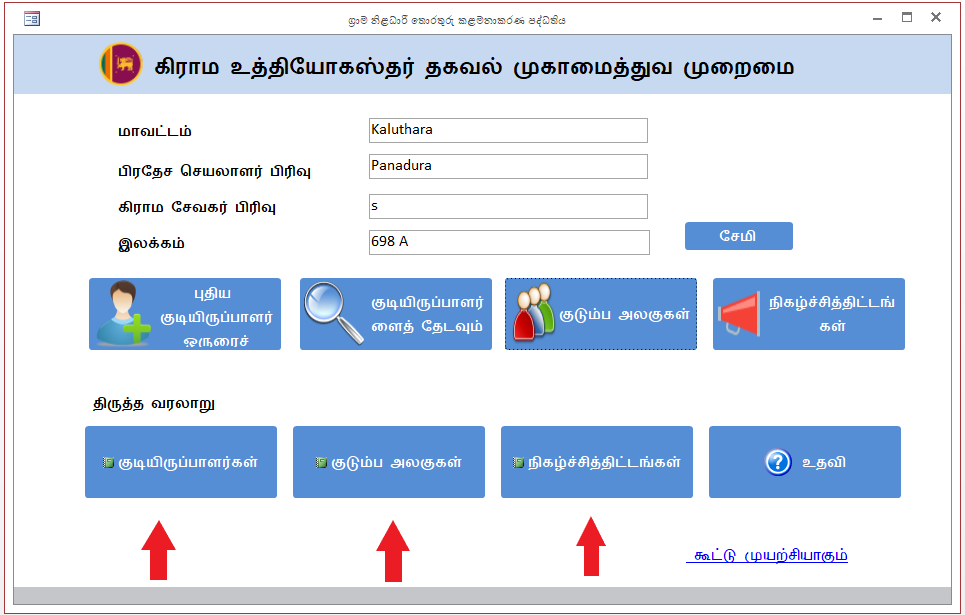 ග්‍රාම නිළධාරී තොරතුරු කළමනාකරණ පද්ධතිය
கிராம உத்தியோகஸ்தர் தகவல் முகாமைத்துவ முறைமை
மாவட்டம்
Kaluthara
பிரதேச செயலாளர் பிரிவு
Panadura
கிராம சேவகர் பிரிவு
s
இலக்கம்
698 A
சேமி
புதிய
குடியிருப்பாளர்
ஒருரைச்
குடியிருப்பாளர்
ளைத் தேடவும்
குடும்ப அலகுகள்
நிகழ்ச்சித்திட்டங்
கள்
திருத்த வரலாறு
குடியிருப்பாளர்கள்
குடும்ப அலகுகள்
நிகழ்ச்சித்திட்டங்கள்
உதவி
கூட்டு முயற்சியாகும்